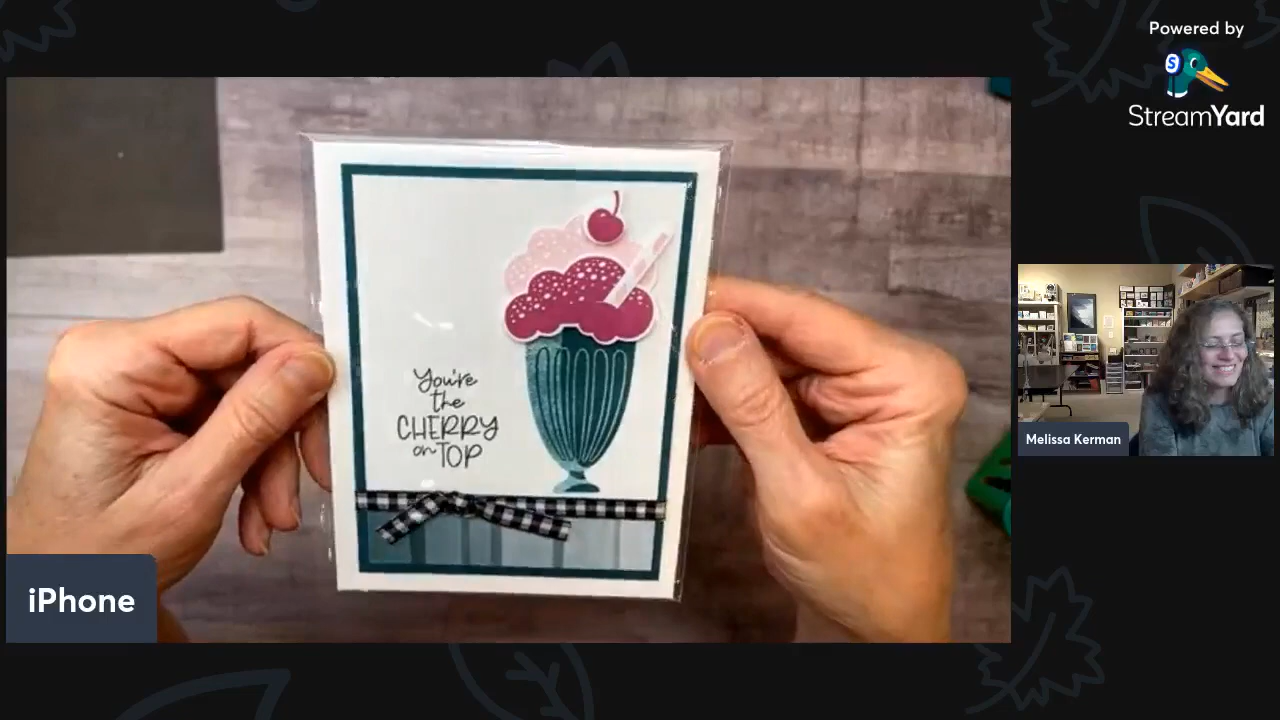 Powered by
S
StreamYard
You're
the
CHERRY
on TOP
Melissa Kerman
iPhone